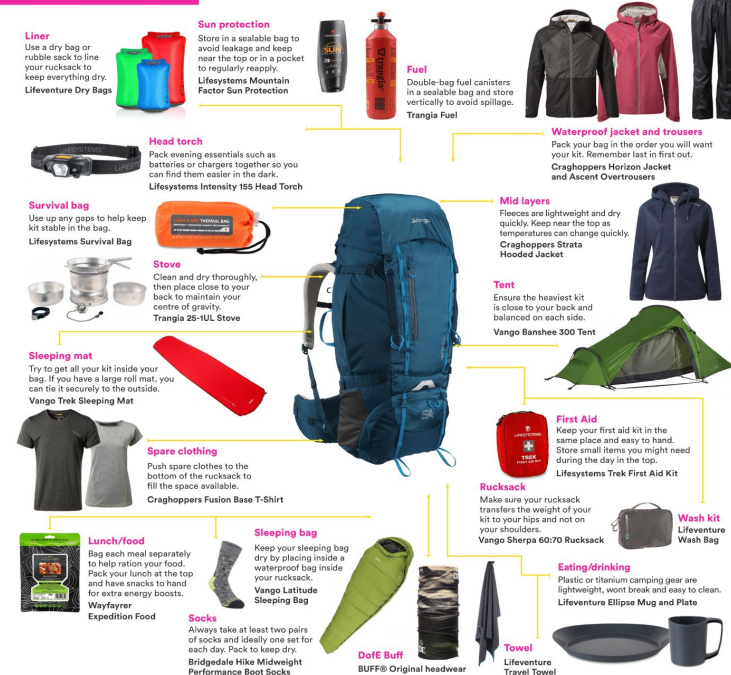 Liner
Use a dry bag or
rubble sack to line
your rucksack to
keep everything dry.
Lifeventure Dry Bags
Sun protection
Store in a sealable bag to
avoid leakage and keep
near the top or in a pocket
to regularly reapply.
Lifesystems Mountain
Factor Sun Protection
SUN
trangia
Fuel
Double-bag fuel canisters
in a sealable bag and store
vertically to avoid spillage.
Trangia Fuel
Waterproof jacket and trousers
Pack your bag in the order you will want
your kit. Remember last in first out.
Craghoppers Horizon Jacket
and Ascent Overtrousers
LIFESYSTEMS
LIFESYSTEMS
Head torch
Pack evening essentials such as
batteries or chargers together so you
can find them easier in the dark.
Lifesystems Intensity 155 Head Torch
Survival bag
Use up any gaps to help keep
kit stable in the bag.
Lifesystems Survival Bag
LIGHT & DRY THERMAL BAG
vango
Mid layers
Fleeces are lightweight and dry
quickly. Keep near the top as
temperatures can change quickly.
Craghoppers Strata
Hooded Jacket
Stove
Clean and dry thoroughly,
then place close to your
back to maintain your
centre of gravity.
Trangia 25-1UL Stove
Tent
Ensure the heaviest kit
is close to your back and
balanced on each side.
Vango Banshee 300 Tent
Sleeping mat
Try to get all your kit inside your
bag. If you have a large roll mat, you
can tie it securely to the outside.
Vango Trek Sleeping Mat
Spare clothing
Push spare clothes to the
bottom of the rucksack to
fill the space available.
Craghoppers Fusion Base T-Shirt
LIFESYSTEMS
TREK
FIRST AID KIT
First Aid
Keep your first aid kit in the
same place and easy to hand.
Store small items you might need
during the day in the top.
Lifesystems Trek First Aid Kit
Rucksack
Make sure your rucksack
transfers the weight of your
kit to your hips and not on
your shoulders.
Vango Sherpa 60:70 Rucksack
Wash kit
Lifeventure
Wash Bag
Lunch/food
Bag each meal separately
to help ration your food.
Pack your lunch at the top
and have snacks to hand
for extra energy boosts.
Wayfayrer
Expedition Food
Socks
Always take at least two pairs
of socks and ideally one set for
each day. Pack to keep dry.
Bridgedale Hike Midweight
Performance Boot Socks
Sleeping bag
Keep your sleeping bag
dry by placing inside a
waterproof bag inside
your rucksack.
Vango Latitude
Sleeping Bag
DofE Buff
BUFF® Original headwear
Towel
Lifeventure
Travel Towel
Eating/drinking
Plastic or titanium camping gear are
lightweight, wont break and easy to clean.
Lifeventure Ellipse Mug and Plate